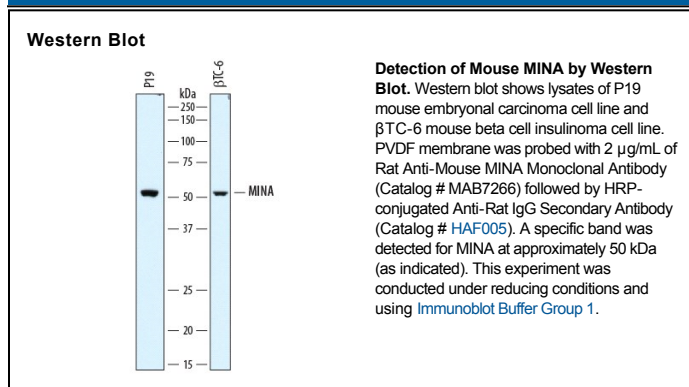 Western Blot
P19
βTC-6
kDa
250
150
100
75
50
MINA
37
25
20
15
Detection of Mouse MINA by Western
Blot. Western blot shows lysates of P19
mouse embryonal carcinoma cell line and
βTC-6 mouse beta cell insulinoma cell line.
PVDF membrane was probed with 2 µg/mL of
Rat Anti-Mouse MINA Monoclonal Antibody
(Catalog # MAB7266) followed by HRP-
conjugated Anti-Rat IgG Secondary Antibody
(Catalog # HAF005). A specific band was
detected for MINA at approximately 50 kDa
(as indicated). This experiment was
conducted under reducing conditions and
using Immunoblot Buffer Group 1.